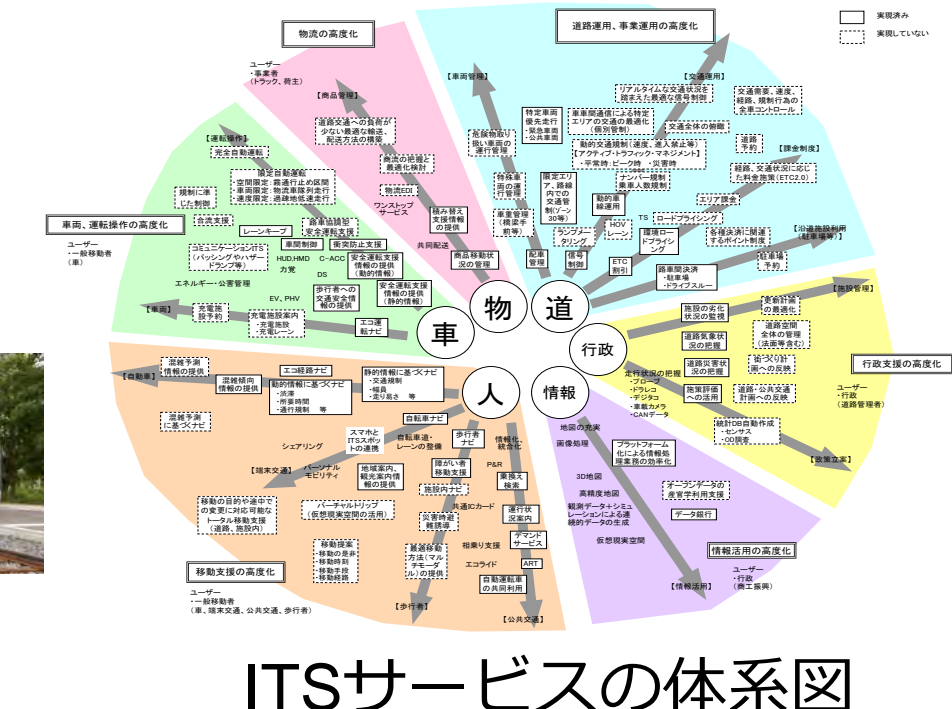 実現済み
実現していない
物流の高度化
ユーザー
・事業者
（トラック、荷主）
【商品管理】
道路交通への負荷が
少ない最適な輸送、
配送方法の構築
商流の把握と
最適化検討
物流EDI
ワンストップ
サービス
積み替え
支援情報
の提供
共同配送
商品移動状
況の管理
道路運用、事業運用の高度化
【車両管理】
危険物取り
扱い車両の
運行管理
特殊車
両の運
行管理
車重管理
（橋梁手
前等）
配車
管理
【交通運用】
リアルタイムな交通状況を
踏まえた最適な信号制御
特定車両
優先走行
・緊急車両
・公共車両
車車間通信による特定
エリアの交通の最適化
（個別管制）
交通全体の俯瞰
動的交通規制（速度、進入禁止等）
【アクティブ・トラフィック・マネジメント】
・平常時：ピーク時　・災害時
限定エリ
ア、路線
内での
交通管
制（ゾーン
30等）
ナンバー規制
乗車人数規制
動的車
線運用
HOV
レーン
ランプメー
タリング
信号
制御
交通需要、速度、
経路、規制行為の
全車コントロール
道路
予約
【課金制度】
経路、交通状況に応じ
た料金施策（ETC2.0）
エリア課金
TS
ロードプライシング
環境ロー
ドプライシ
ング
各種決済に関連
するポイント制度
ETC
割引
【沿道施設利用
（駐車場等）】
駐車場
予約
路車間決済
・駐車場
・ドライブスルー
車両、運転操作の高度化
ユーザー
・一般移動者
（車）
【運転操作】
完全自動運転
限定自動運転
・空間限定：霧通行止め区間
・車両限定：物流車隊列走行
・速度限定：過疎地低速走行
規制に準
じた制御
合流支援
路車協調型
安全運転支援
レーンキープ
車間制御
衝突防止支援
コミュニケーションITS
（パッシングやハザー
ドランプ等）
HUD,HMD
力覚
C-ACC
DS
安全運転支援
情報の提供
（動的情報）
安全運転支援
情報の提供
（静的情報）
歩行者への
交通安全情
報の提供
エネルギー・公害管理
EV、PHV
【車両】
充電施
設予約
充電施設案内
・充電施設
・充電レーン
エコ運
転ナビ
車
物
道
行政
情報
人
【施設管理】
施設の劣化
状況の監視
更新計画
の最適化
道路気象状
況の把握
道路空間
全体の管理
（法面等含む）
道路災害状
況の把握
街づくり計
画への反映
走行状況の把握
・プローブ
・ドラレコ
・デジタコ
・車載カメラ
・CANデータ
施策評価
への活用
道路・公共交通
計画への反映
統計DB自動作成
・センサス
・OD調査
【政策立案】
行政支援の高度化
ユーザー
・行政
（道路管理者）
地図の充実
画像処理
プラットフォーム
化による情報処
理業務の効率化
3D地図
高精度地図
オープンデータの
産官学利用支援
観測データ＋シミュ
レーションによる連
続的データの生成
データ銀行
仮想現実空間
【情報活用】
情報活用の高度化
ユーザー
・行政
（商工振興）
混雑予測
情報の提供
【自動車】
エコ経路ナビ
混雑傾向
情報の提供
動的情報に基づくナビ
・渋滞
・所要時間
・通行規制　等
静的情報に基づくナビ
・交通規制
・幅員
・走り易さ　等
混雑予測
に基づくナビ
自転車ナビ
スマホと
ITSスポット
の連携
自転車道・
レーンの整備
歩行者
ナビ
情報化、
統合化
シェアリング
【端末交通】
パーソナル
モビリティ
地域案内、
観光案内情
報の提供
障がい者
移動支援
P&R
乗換え
検索
施設内ナビ
移動の目的や途中で
の変更に対応可能な
トータル移動支援
（道路、施設内）
バーチャルトリップ
（仮想現実空間の活用）
共通ICカード
災害時避
難誘導
運行状
況案内
移動提案
・移動の是非
・移動時刻
・移動手段
・移動経路
最適移動
方法（マル
チモーダ
ル）の提供
相乗り支援
デマンド
サービス
エコライド
ART
自動運転車
の共同利用
【歩行者】
【公共交通】
移動支援の高度化
ユーザー
・一般移動者
（車、端末交通、公共交通、歩行者）
ITSサービスの体系図